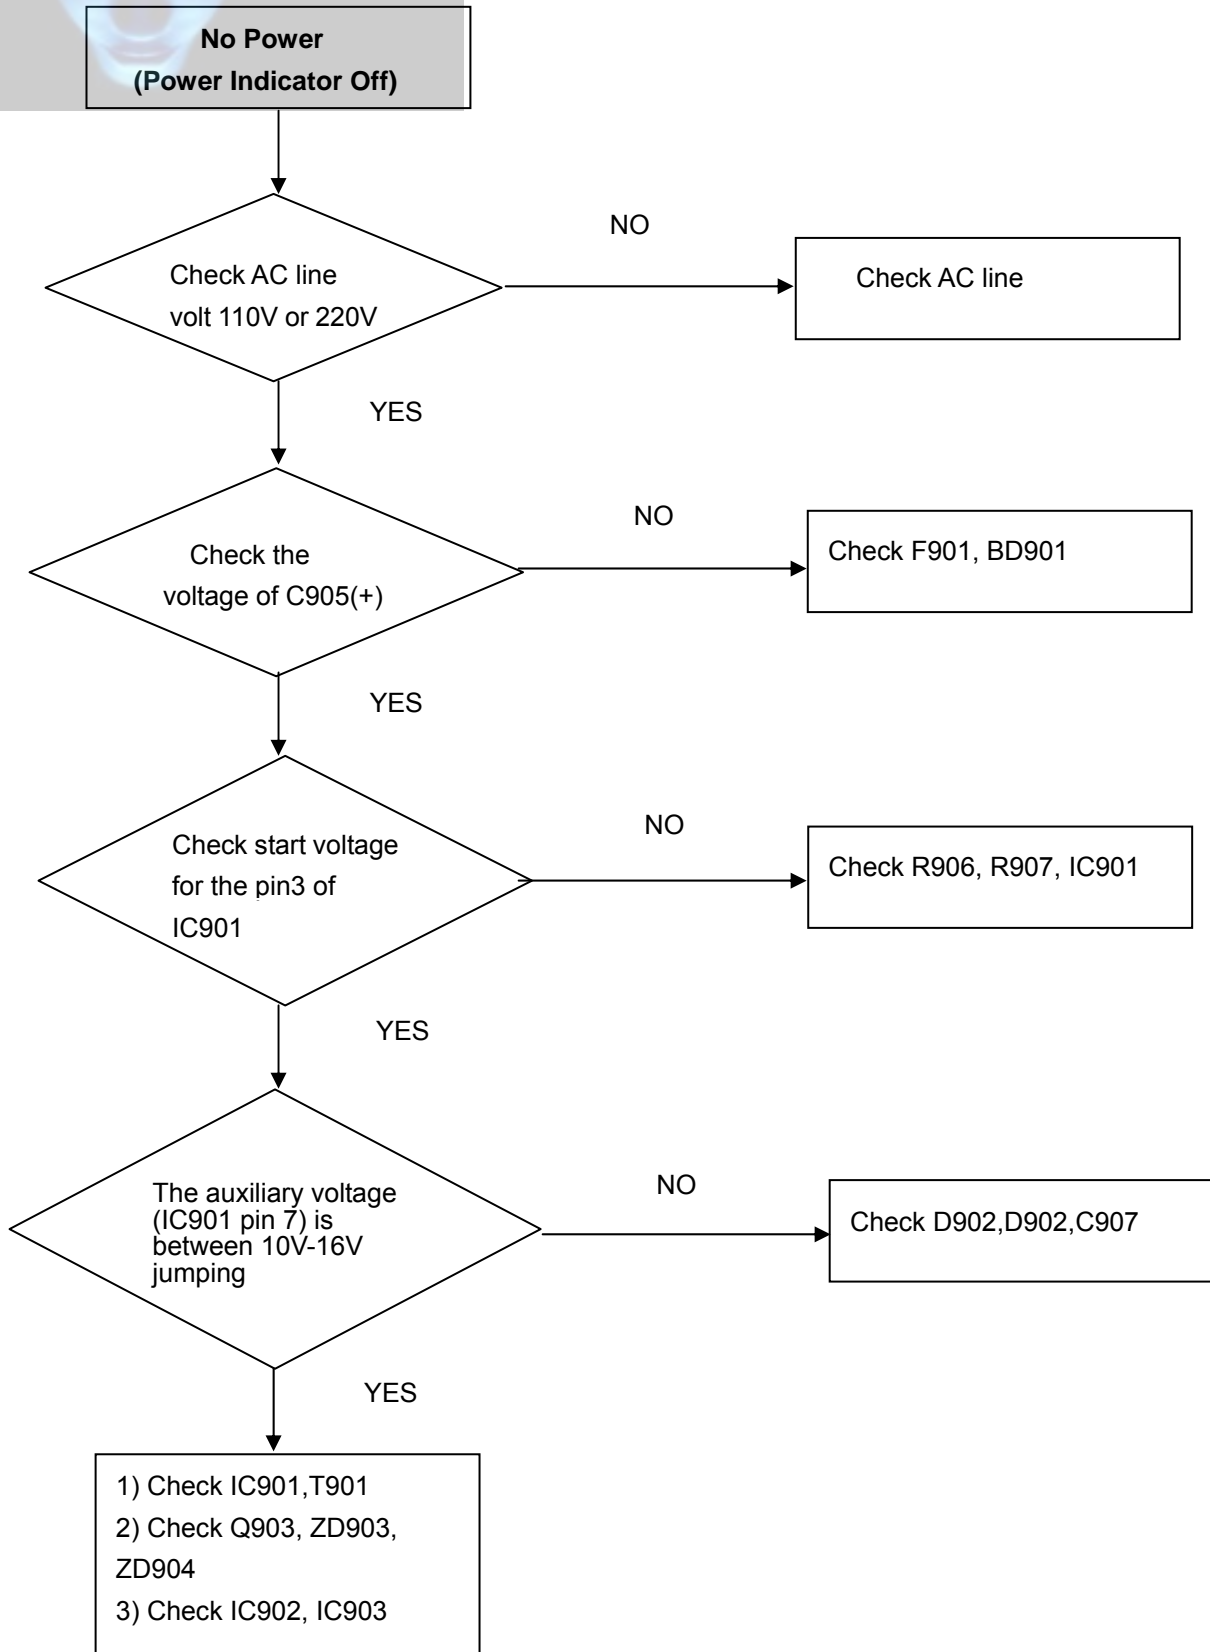 No Power
(Power Indicator Off)
NO
Check AC line
volt 110V or 220V
Check AC line
YES
NO
Check the
voltage of C905(+)
Check F901, BD901
YES
NO
Check start voltage
for the pin3 of
IC901
Check R906, R907, IC901
YES
NO
The auxiliary voltage
(IC901 pin 7) is
between 10V-16V
jumping
Check D902,D902,C907
YES
1) Check IC901,T901
2) Check Q903, ZD903,
ZD904
3) Check IC902, IC903